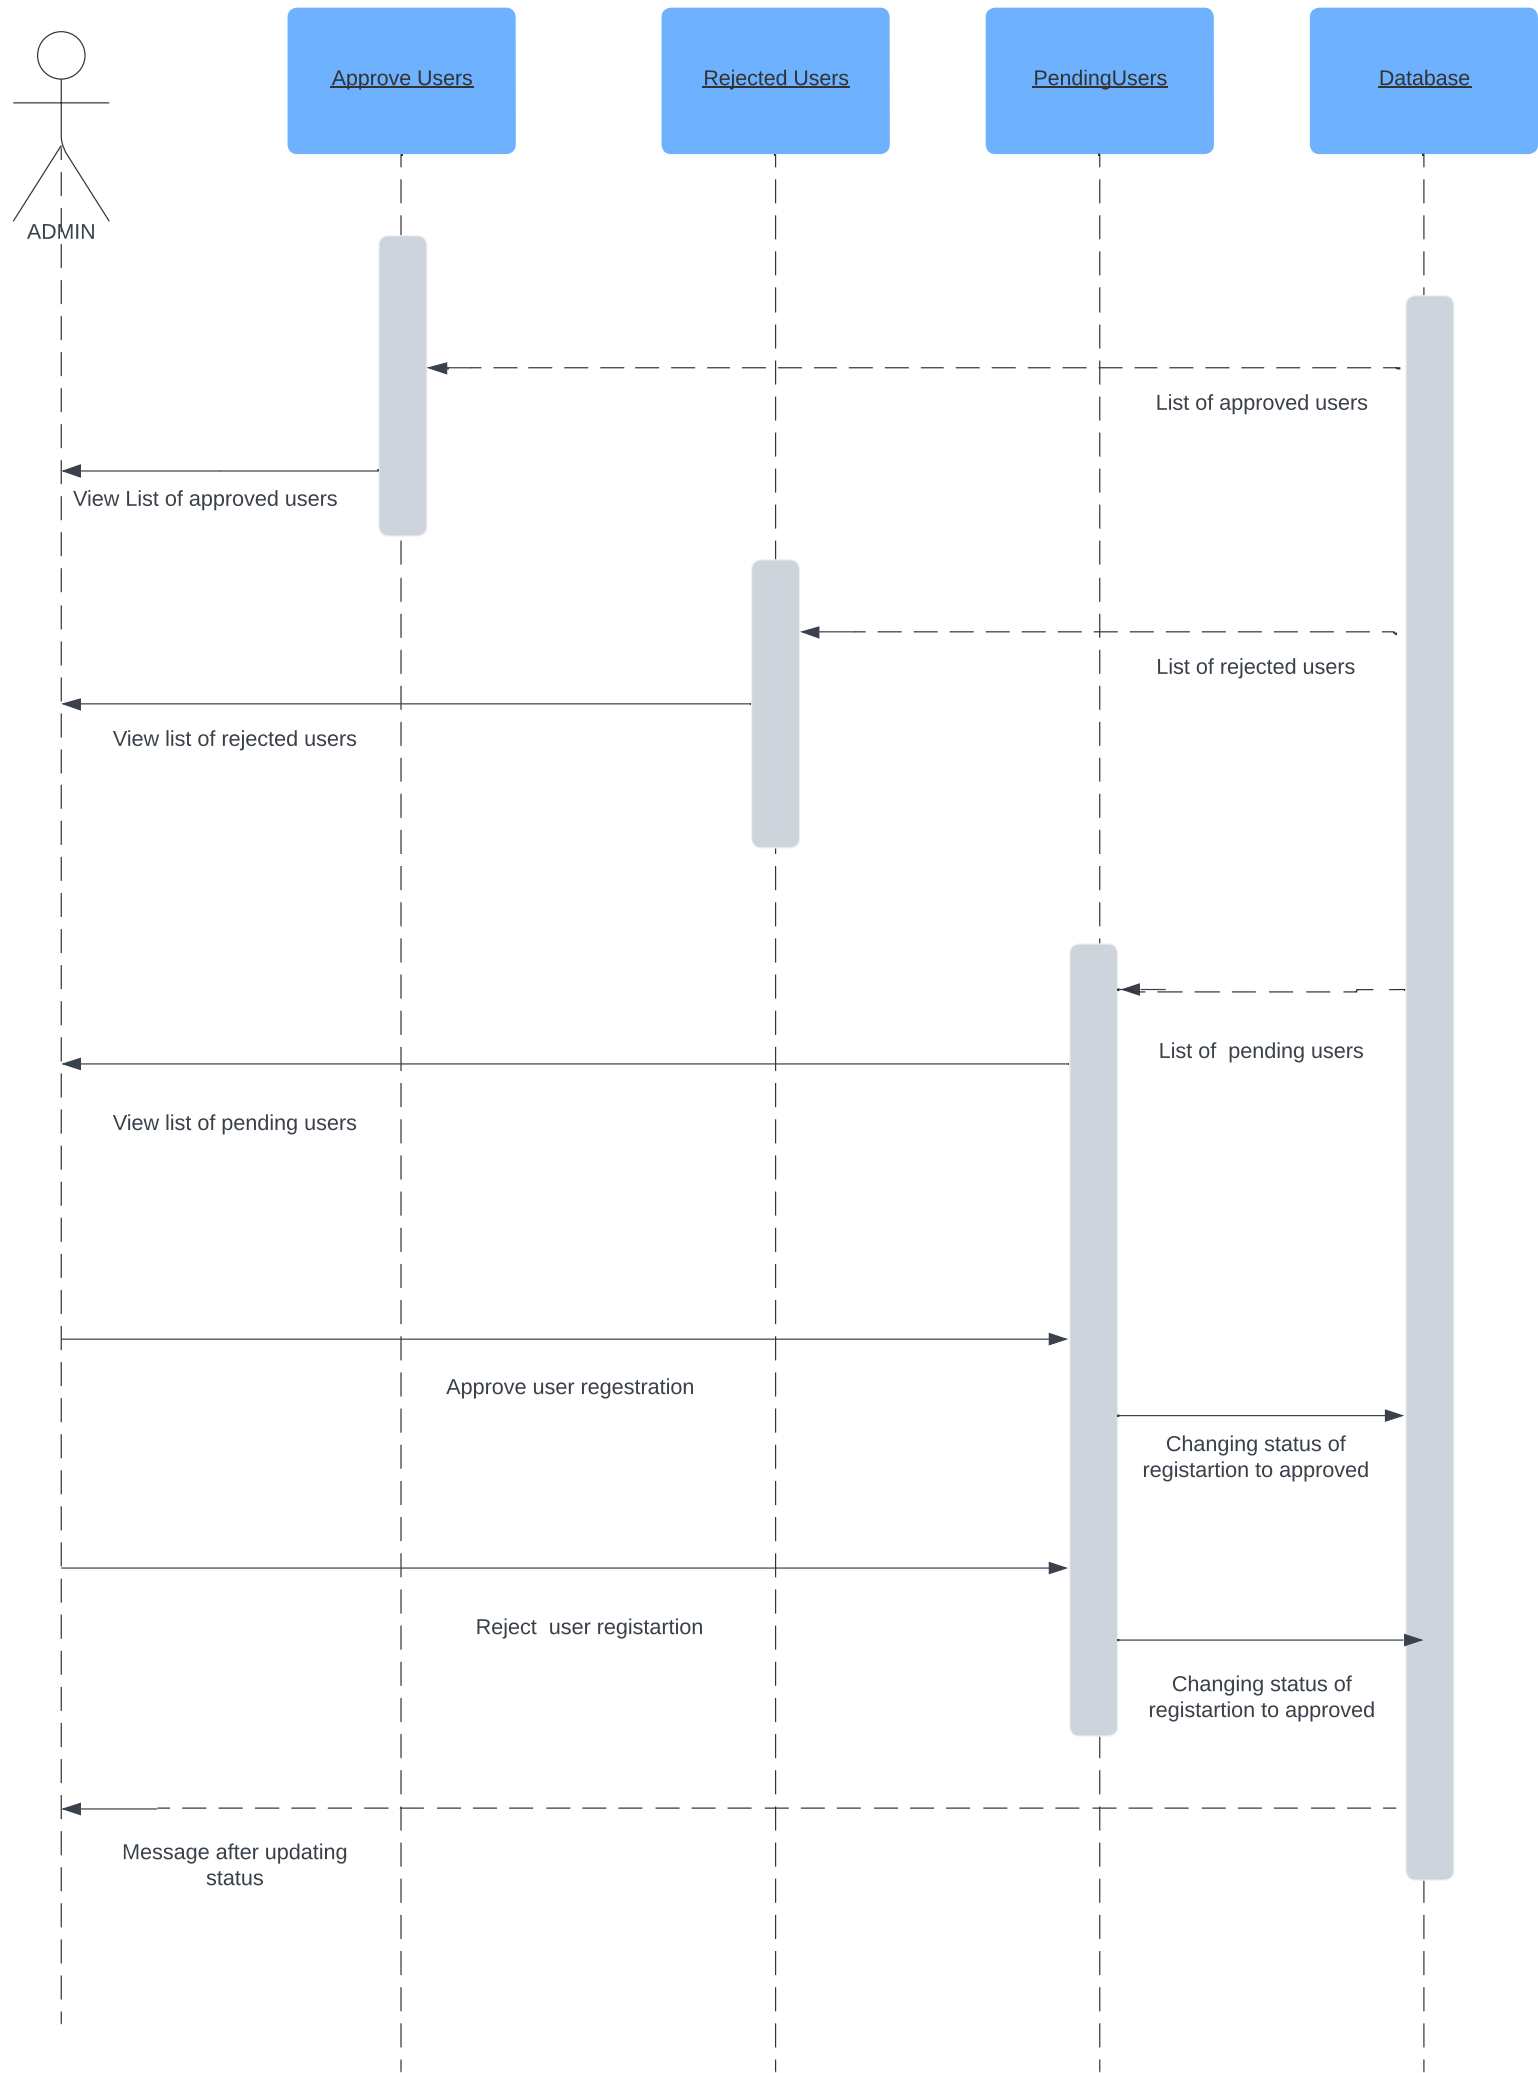 Approve Users
Rejected Users
PendingUsers
Database
ADMIN
List of approved users
View List of approved users
List of rejected users
View list of rejected users
List of  pending users
View list of pending users
Approve user regestration
Changing status of
registartion to approved
Reject  user registartion
Changing status of
registartion to approved
Message after updating
status